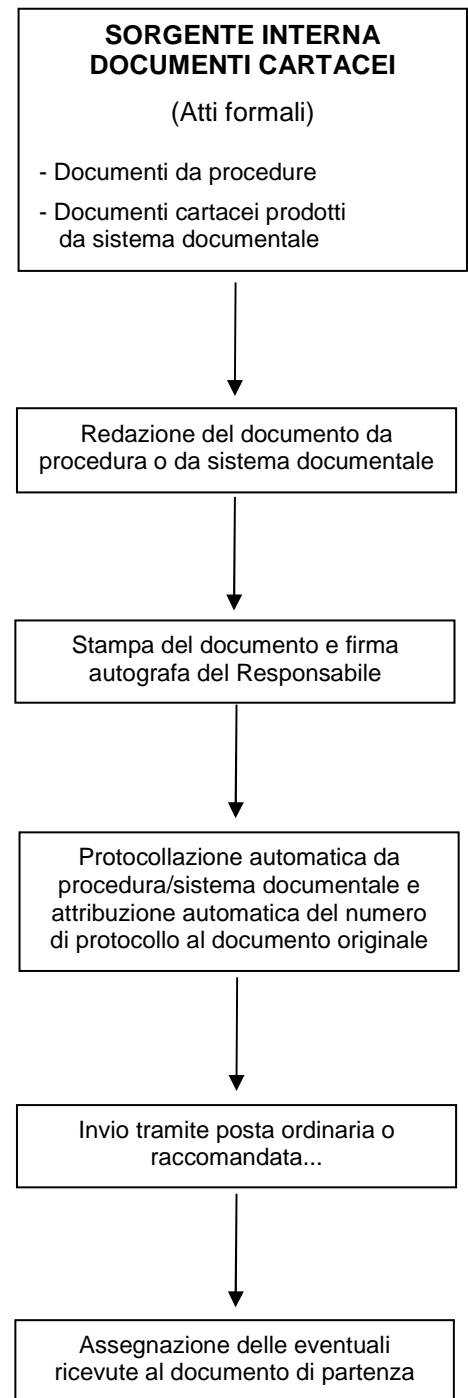 SORGENTE INTERNA
DOCUMENTI CARTACEI
(Atti formali)
- Documenti da procedure
- Documenti cartacei prodotti
da sistema documentale
Redazione del documento da
procedura o da sistema documentale
Stampa del documento e firma
autografa del Responsabile
Protocollazione automatica da
procedura/sistema documentale e
attribuzione automatica del numero
di protocollo al documento originale
Invio tramite posta ordinaria o
raccomandata...
Assegnazione delle eventuali
ricevute al documento di partenza